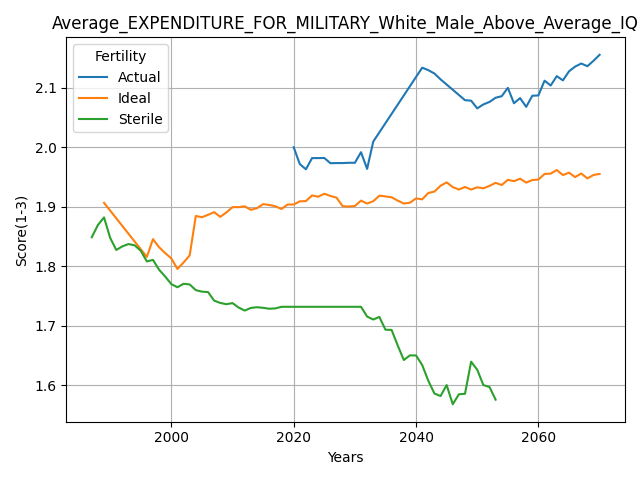 Average_EXPENDITURE_FOR_MILITARY_White_Male_Above_Average_IQ
Fertility
Actual
Ideal
Sterile
Score(1-3)
2.1
2.0
1.9
1.8
1.7
1.6
2000
2020
2040
2060
Years